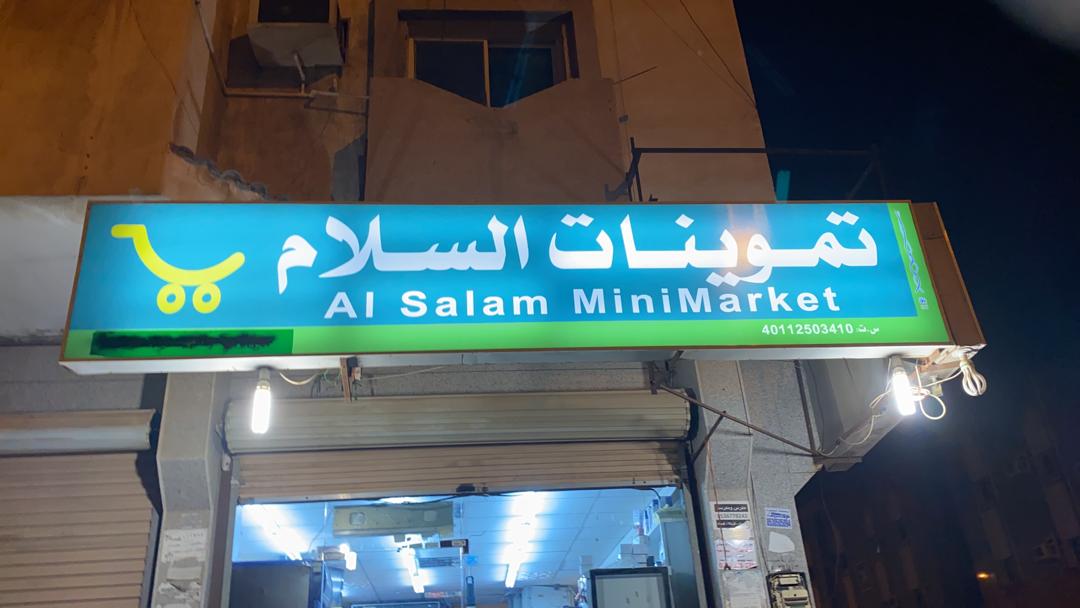 تموينات السلام
Al Salam MiniMarket
س.ت: 40112503410